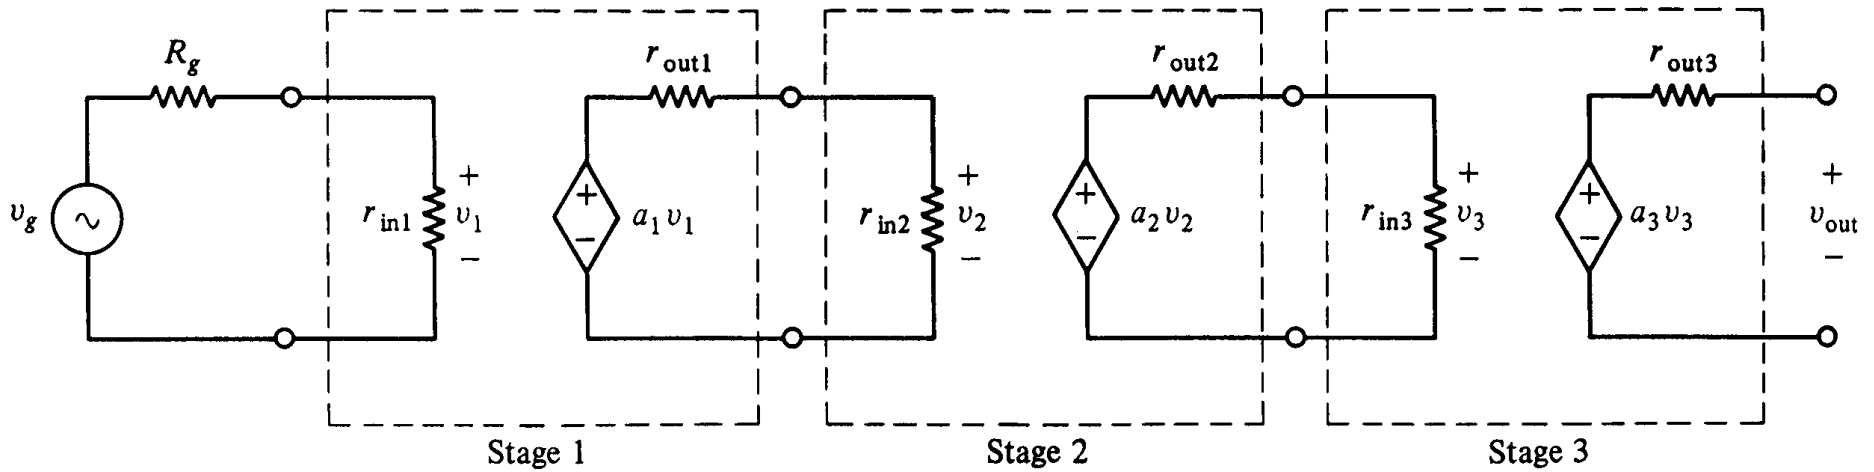 R_g
r_out1
r_out2
r_out3
v_g
r_in1
+
v_1
−
+
−
a_1 v_1
r_in2
+
v_2
−
+
−
a_2 v_2
r_in3
+
v_3
−
+
−
a_3 v_3
+
v_out
−
Stage 1
Stage 2
Stage 3